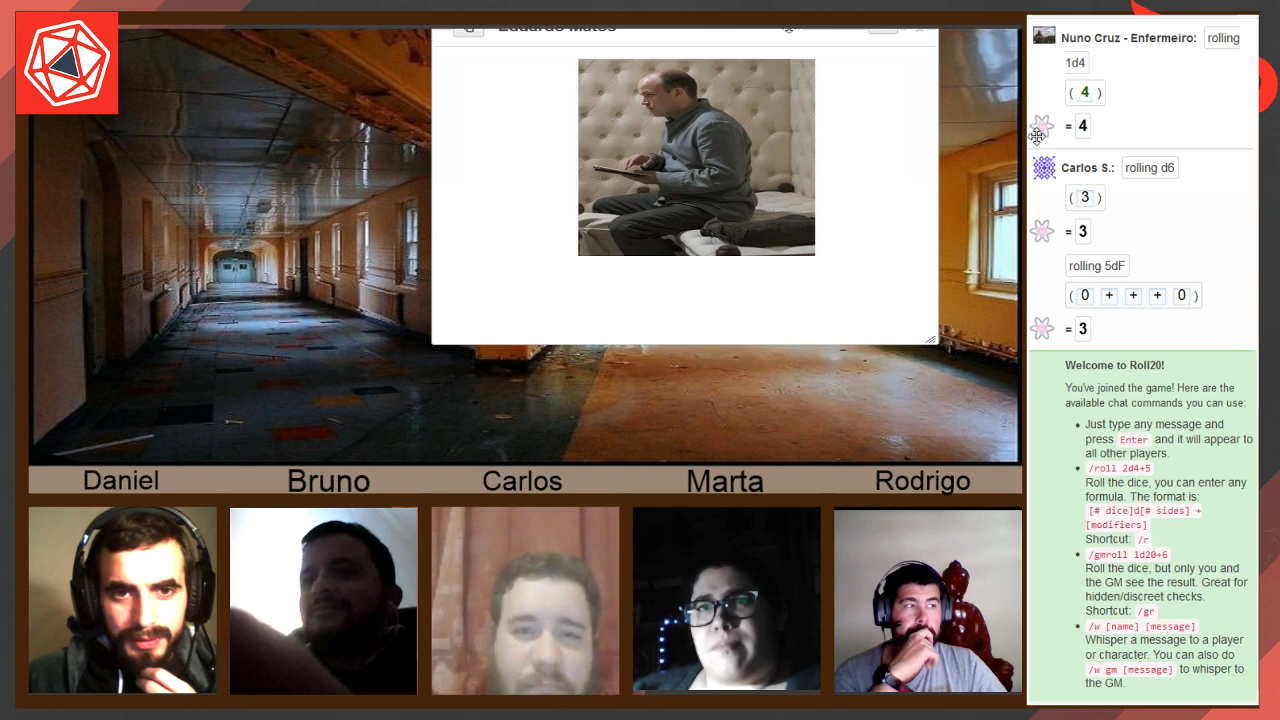 Eduardo Matos
Daniel
Bruno
Carlos
Marta
Rodrigo
Nuno Cruz - Enfermeiro: rolling
1d4
( 4 )
= 4
Carlos S.: rolling d6
( 3 )
= 3
rolling 5dF
( 0 + + + 0 )
= 3
Welcome to Roll20!
You've joined the game! Here are the
available chat commands you can use:
• Just type any message and
press Enter and it will appear to
all other players.
• /roll 2d4+5
Roll the dice, you can enter any
formula. The format is:
[# dice]d[# sides] +
[modifiers]
Shortcut: /r
• /gmroll 1d20+6
Roll the dice, but only you and
the GM see the result. Great for
hidden/discreet checks.
Shortcut: /gr
• /w [name] [message]
Whisper a message to a player
or character. You can also do
/w gm [message] to whisper to
the GM.